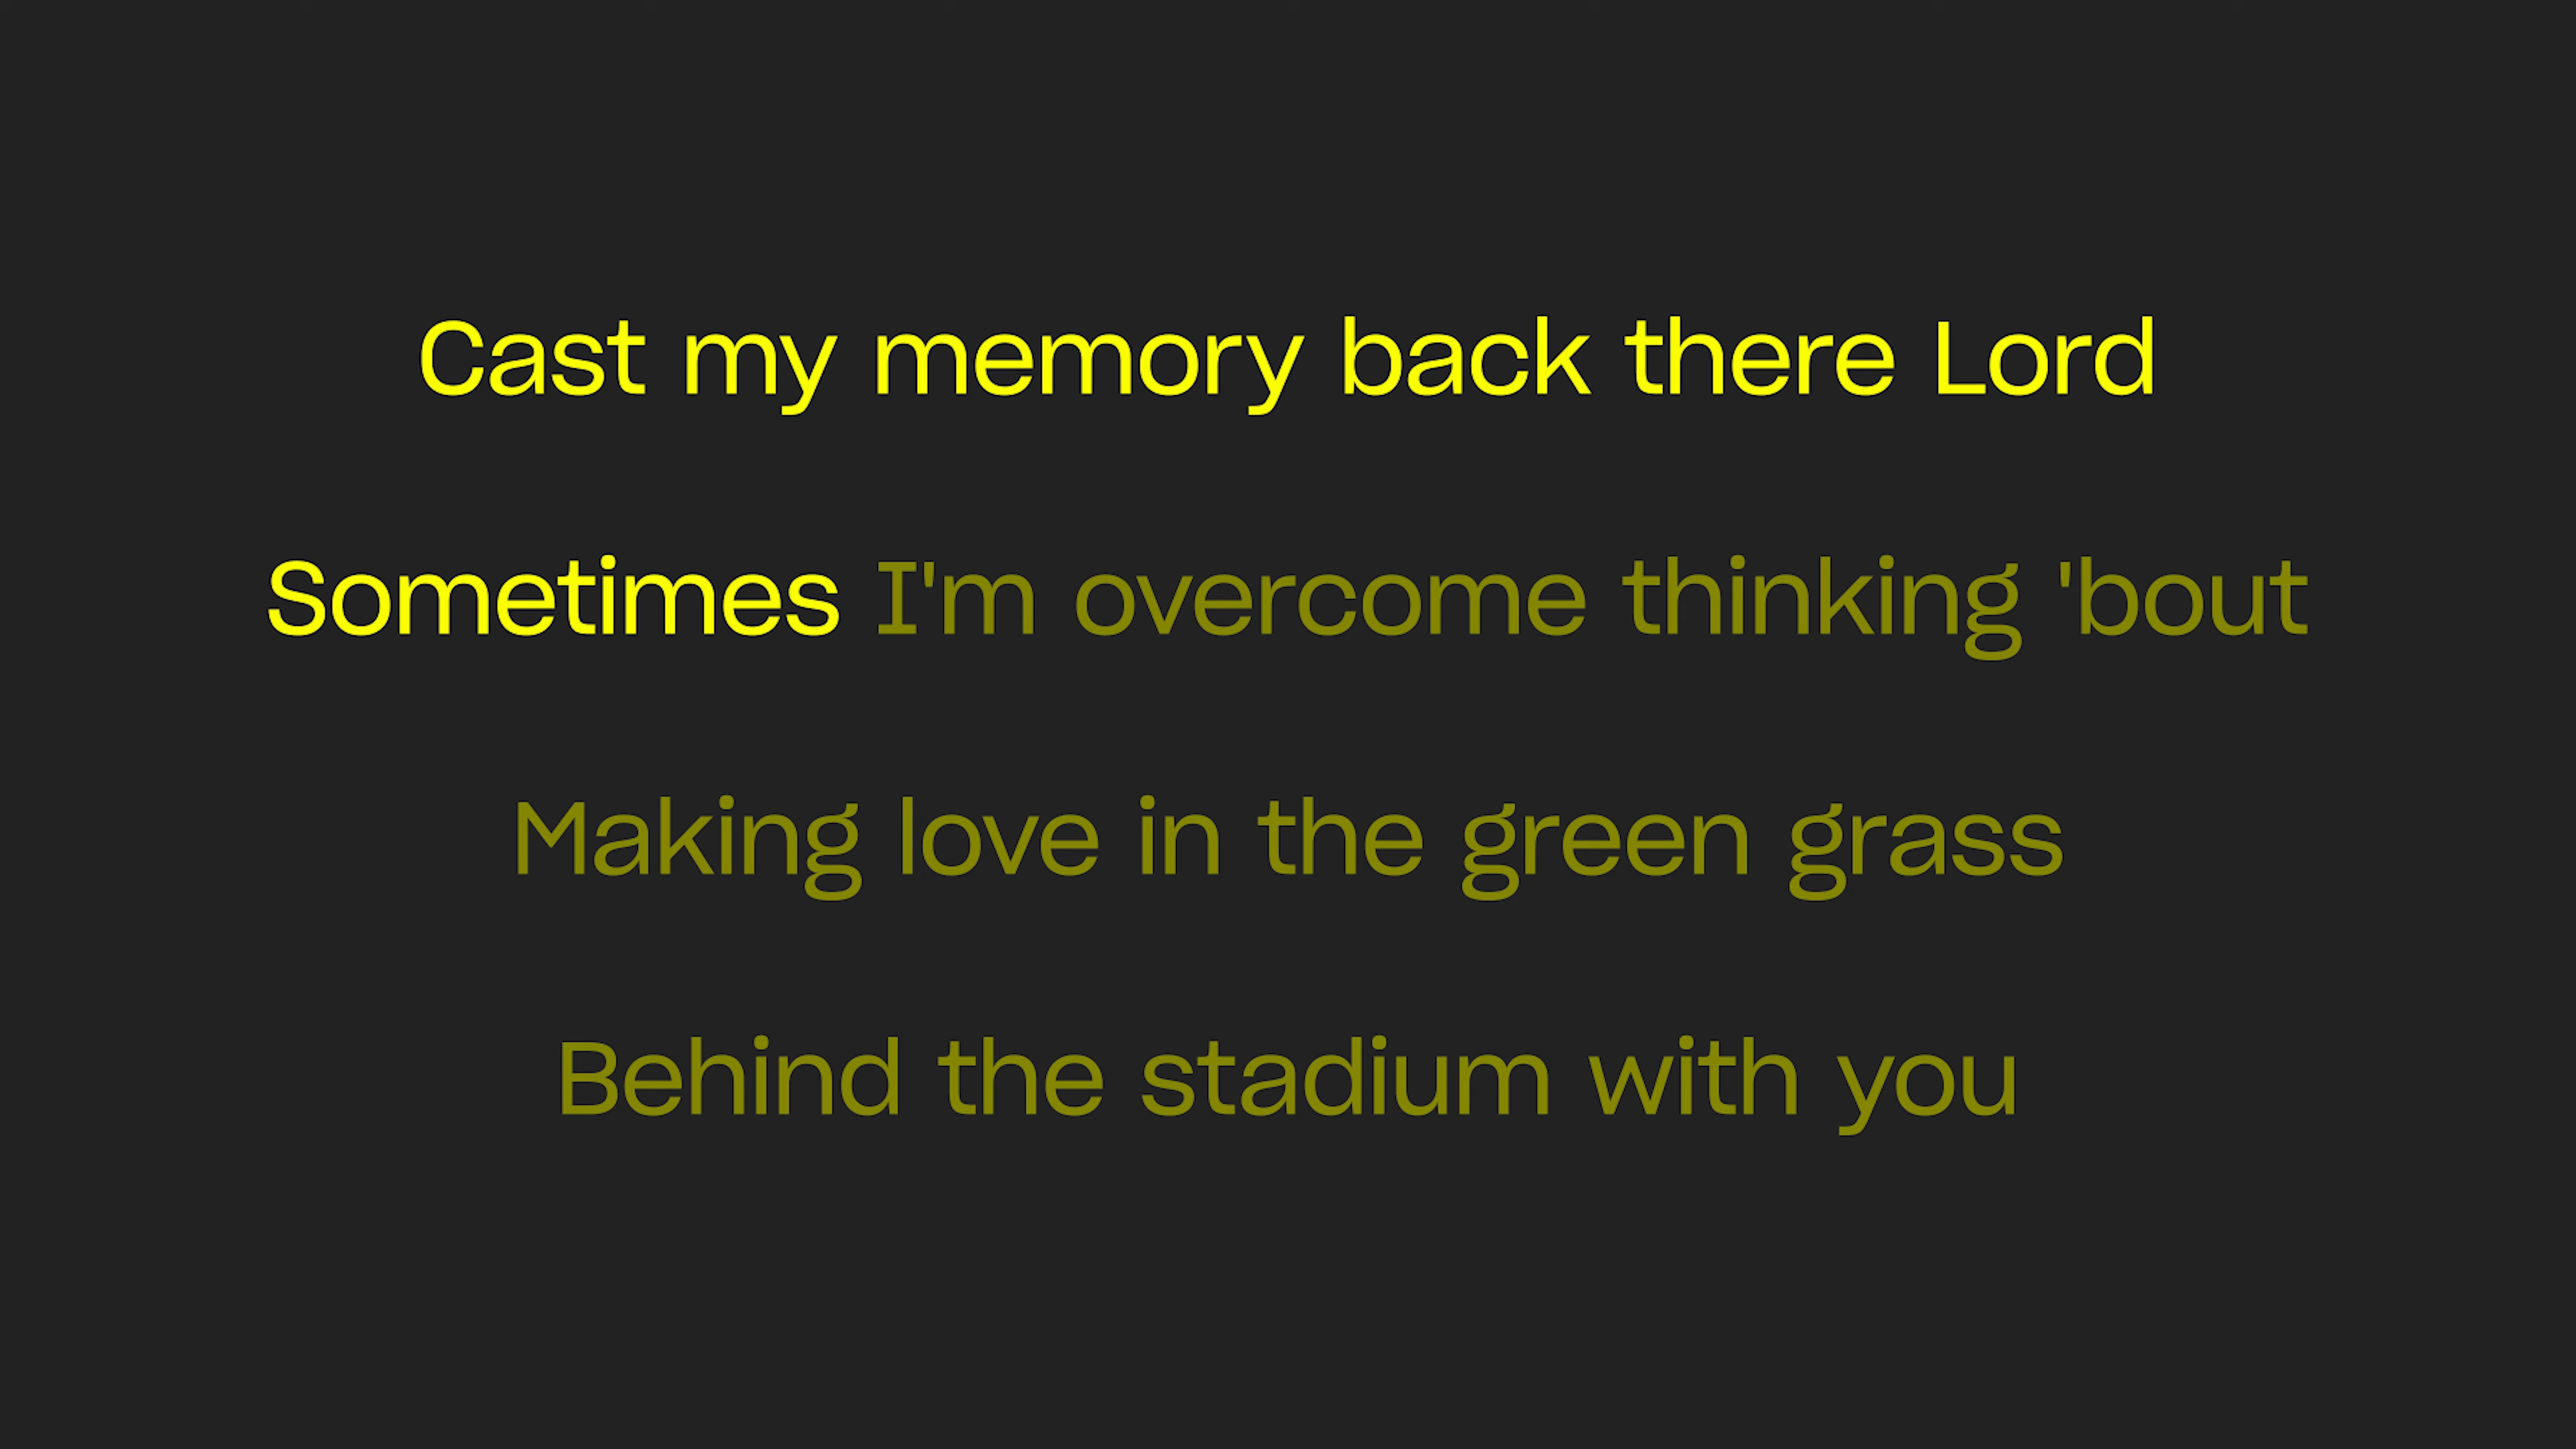 Cast my memory back there Lord
Sometimes I'm overcome thinking 'bout
Making love in the green grass
Behind the stadium with you